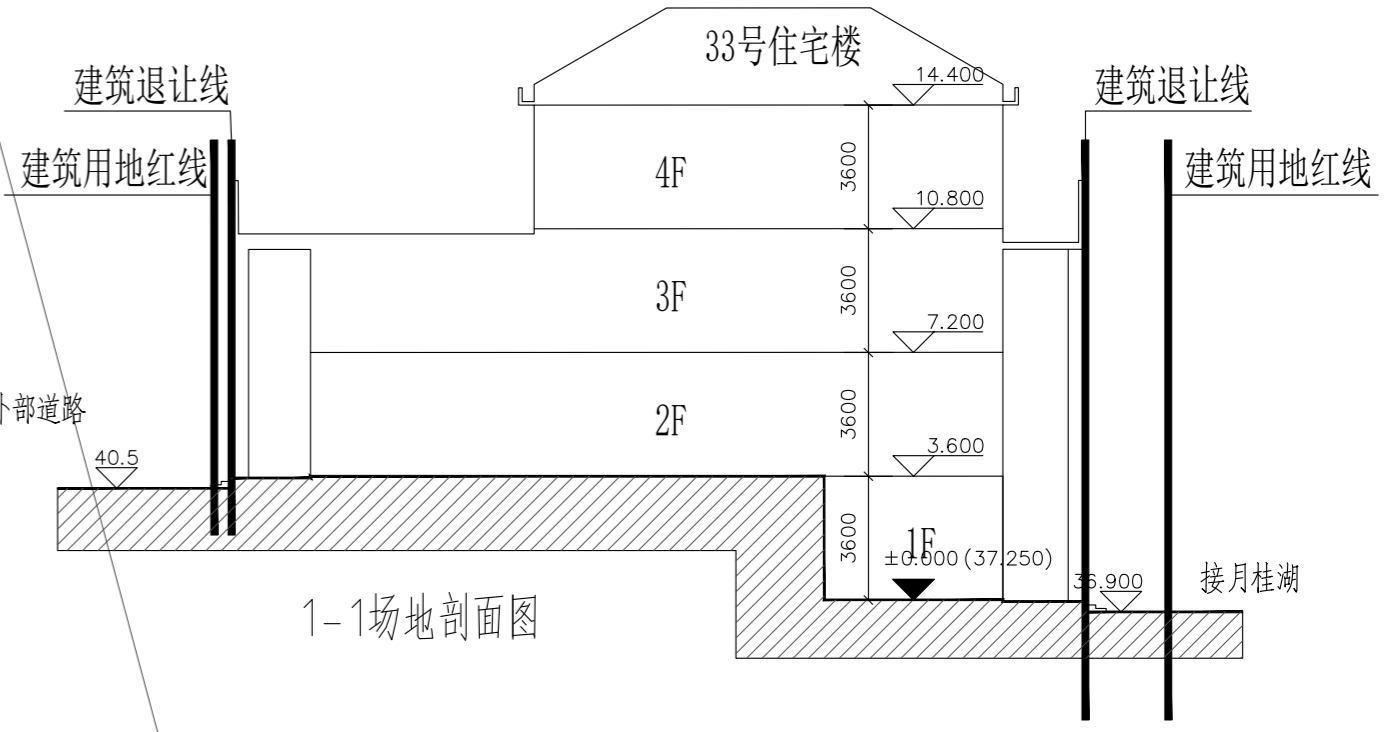 33号住宅楼
14.400
建筑退让线
建筑退让线
建筑用地红线
建筑用地红线
4F
3600
10.800
3F
3600
7.200
外部道路
2F
3600
3.600
40.5
1F
3600
±0.000 (37.250)
36.900
接月桂湖
1-1场地剖面图